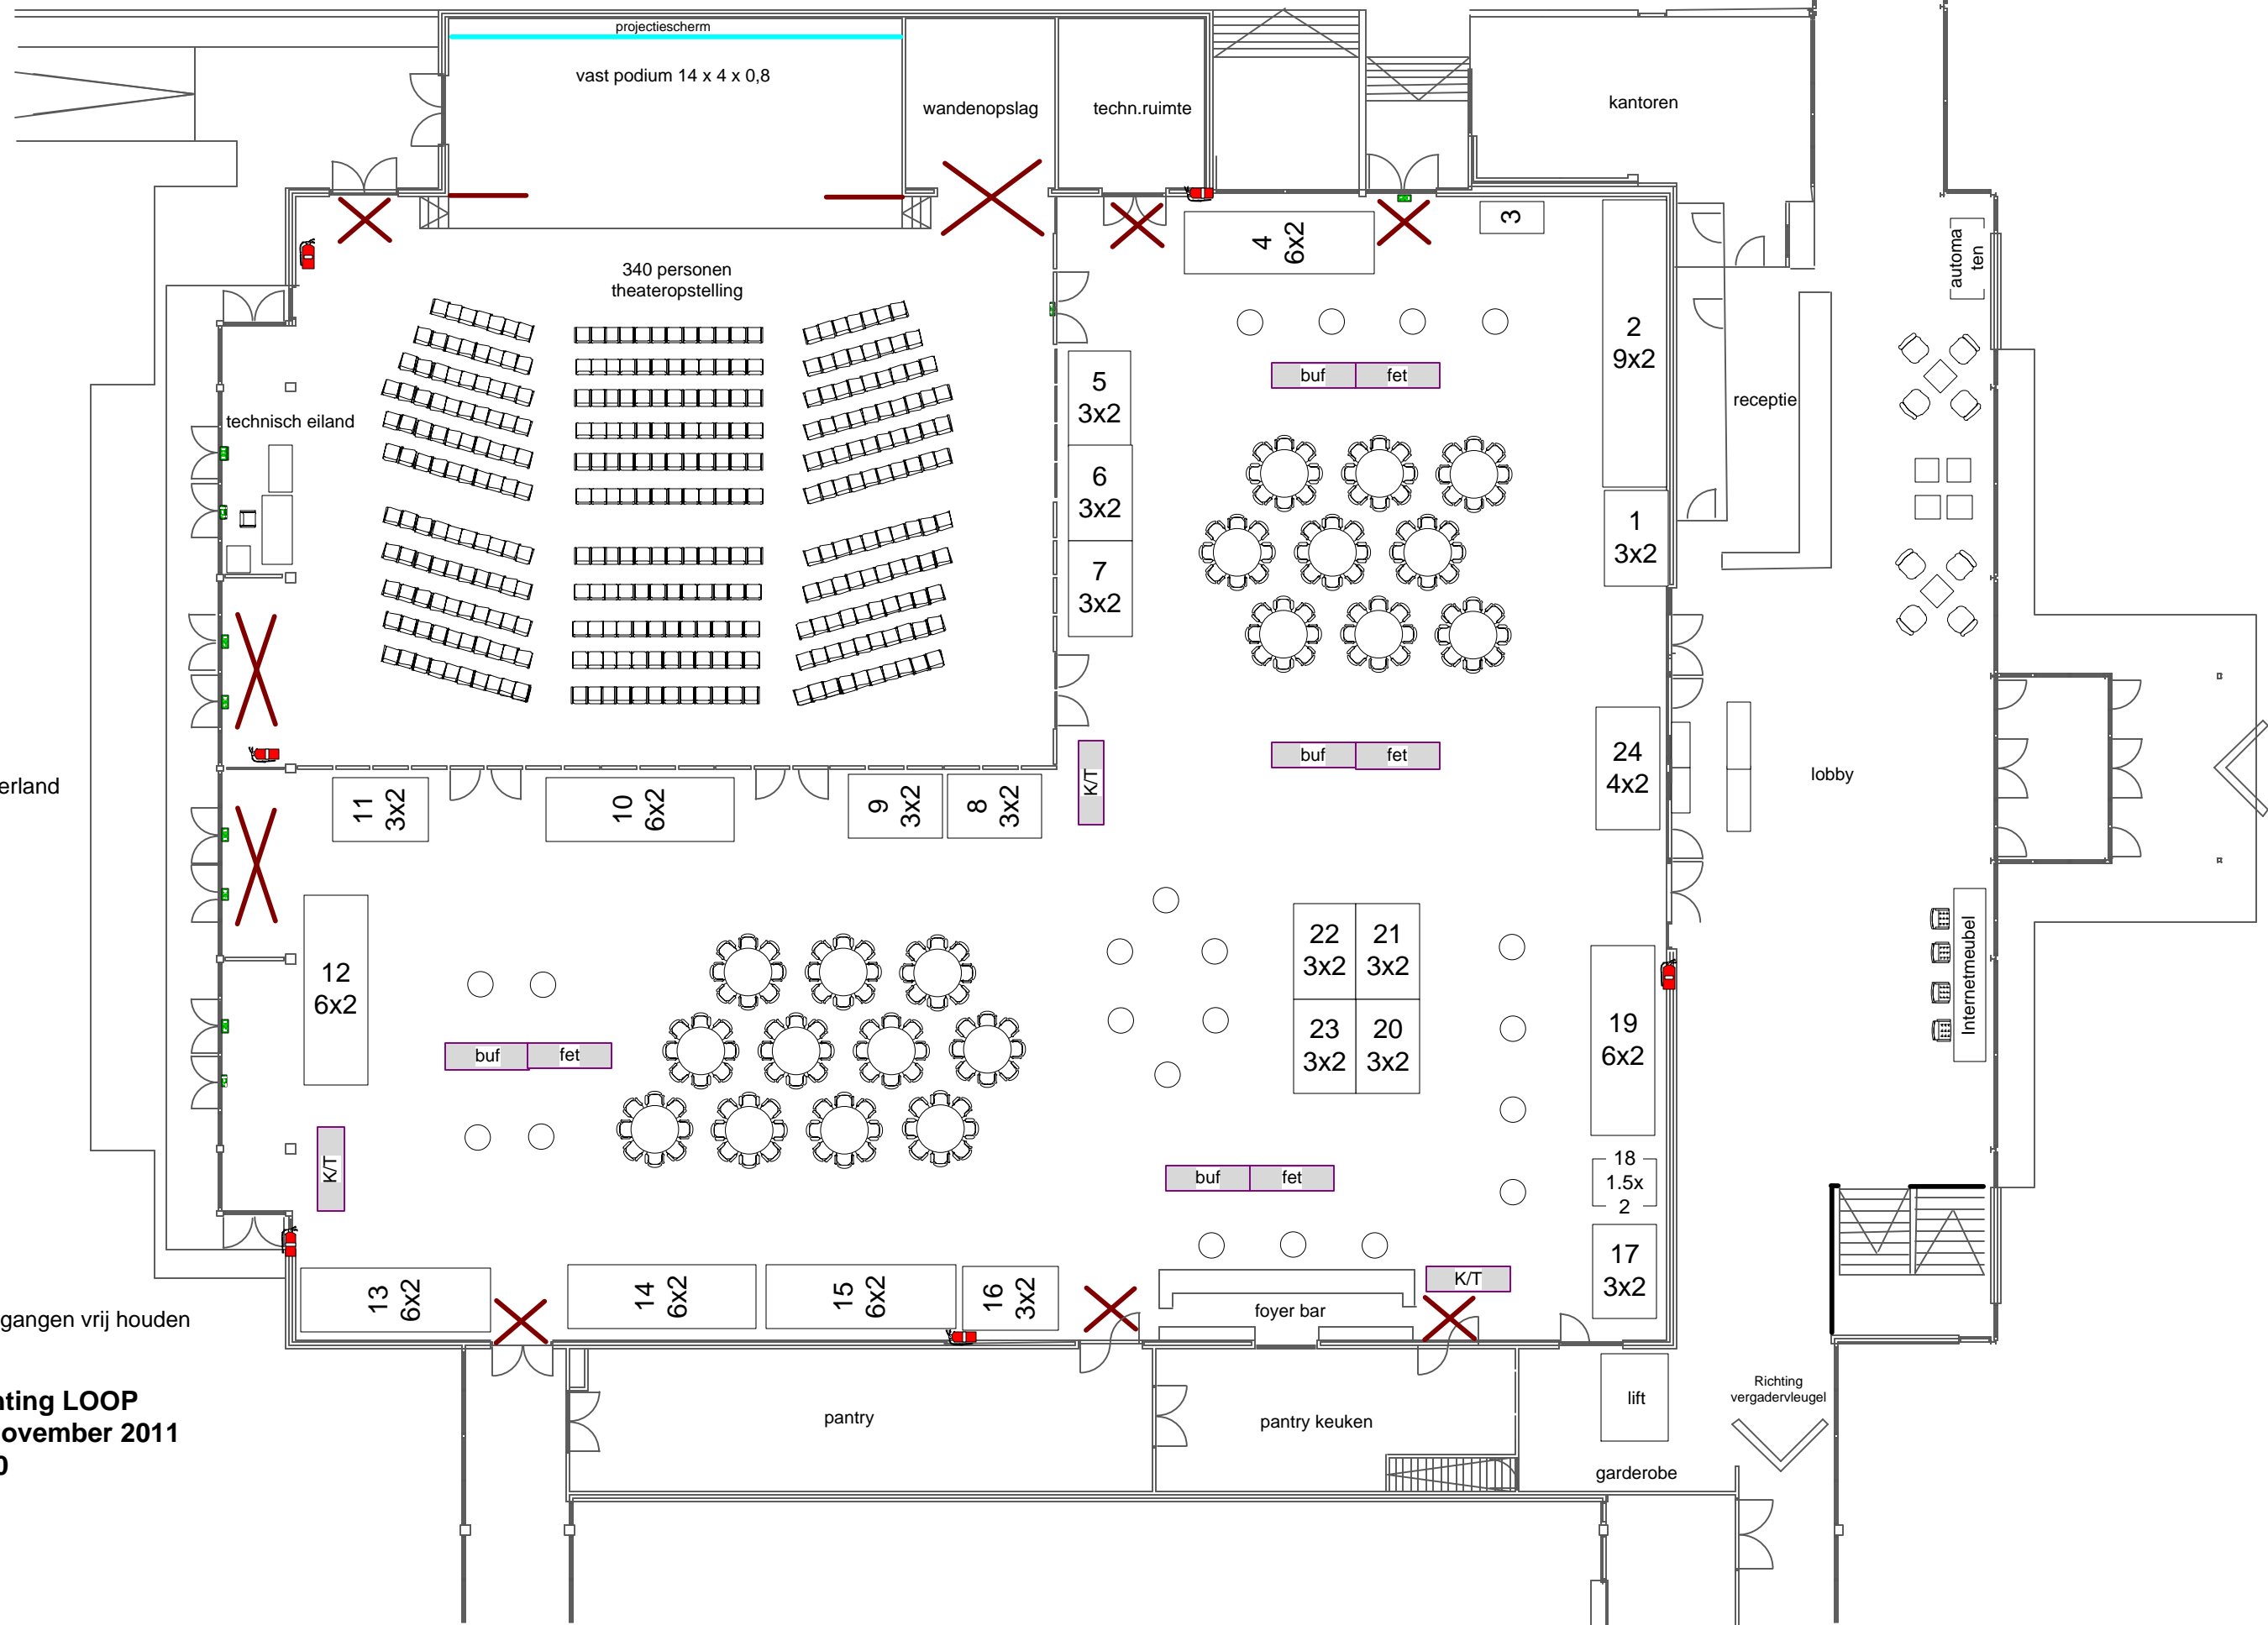 projectiescherm
vast podium 14 x 4 x 0,8
wandenopslag
techn.ruimte
kantoren
340 personen
theateropstelling
technisch eiland
4
6x2
3
2
9x2
automa
ten
buf
fet
receptie
5
3x2
6
3x2
7
3x2
1
3x2
buf
fet
24
4x2
lobby
K/T
erland
11
3x2
10
6x2
9
3x2
8
3x2
12
6x2
22
3x2
21
3x2
23
3x2
20
3x2
19
6x2
Internetmeubel
buf
fet
K/T
buf
fet
18
1.5x
2
17
3x2
13
6x2
14
6x2
15
6x2
16
3x2
K/T
foyer bar
gangen vrij houden
pantry
pantry keuken
lift
Richting
vergadervleugel
garderobe
nting LOOP
november 2011
0